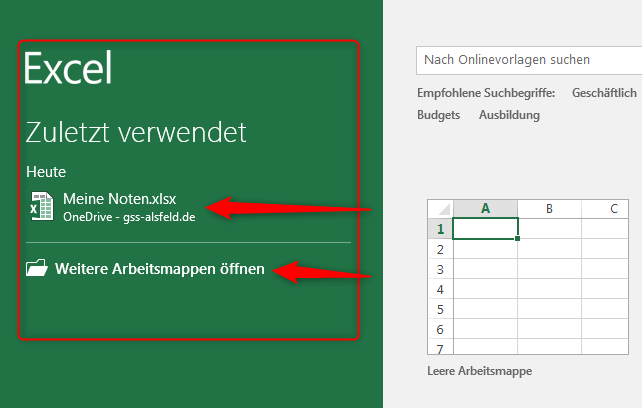 Excel
Zuletzt verwendet
Heute
Meine Noten.xlsx
OneDrive - gss-alsfeld.de
Weitere Arbeitsmappen öffnen
Nach Onlinevorlagen suchen
Empfohlene Suchbegriffe: Geschäftlich
Budgets Ausbildung
A B C
1
2
3
4
5
6
7
Leere Arbeitsmappe